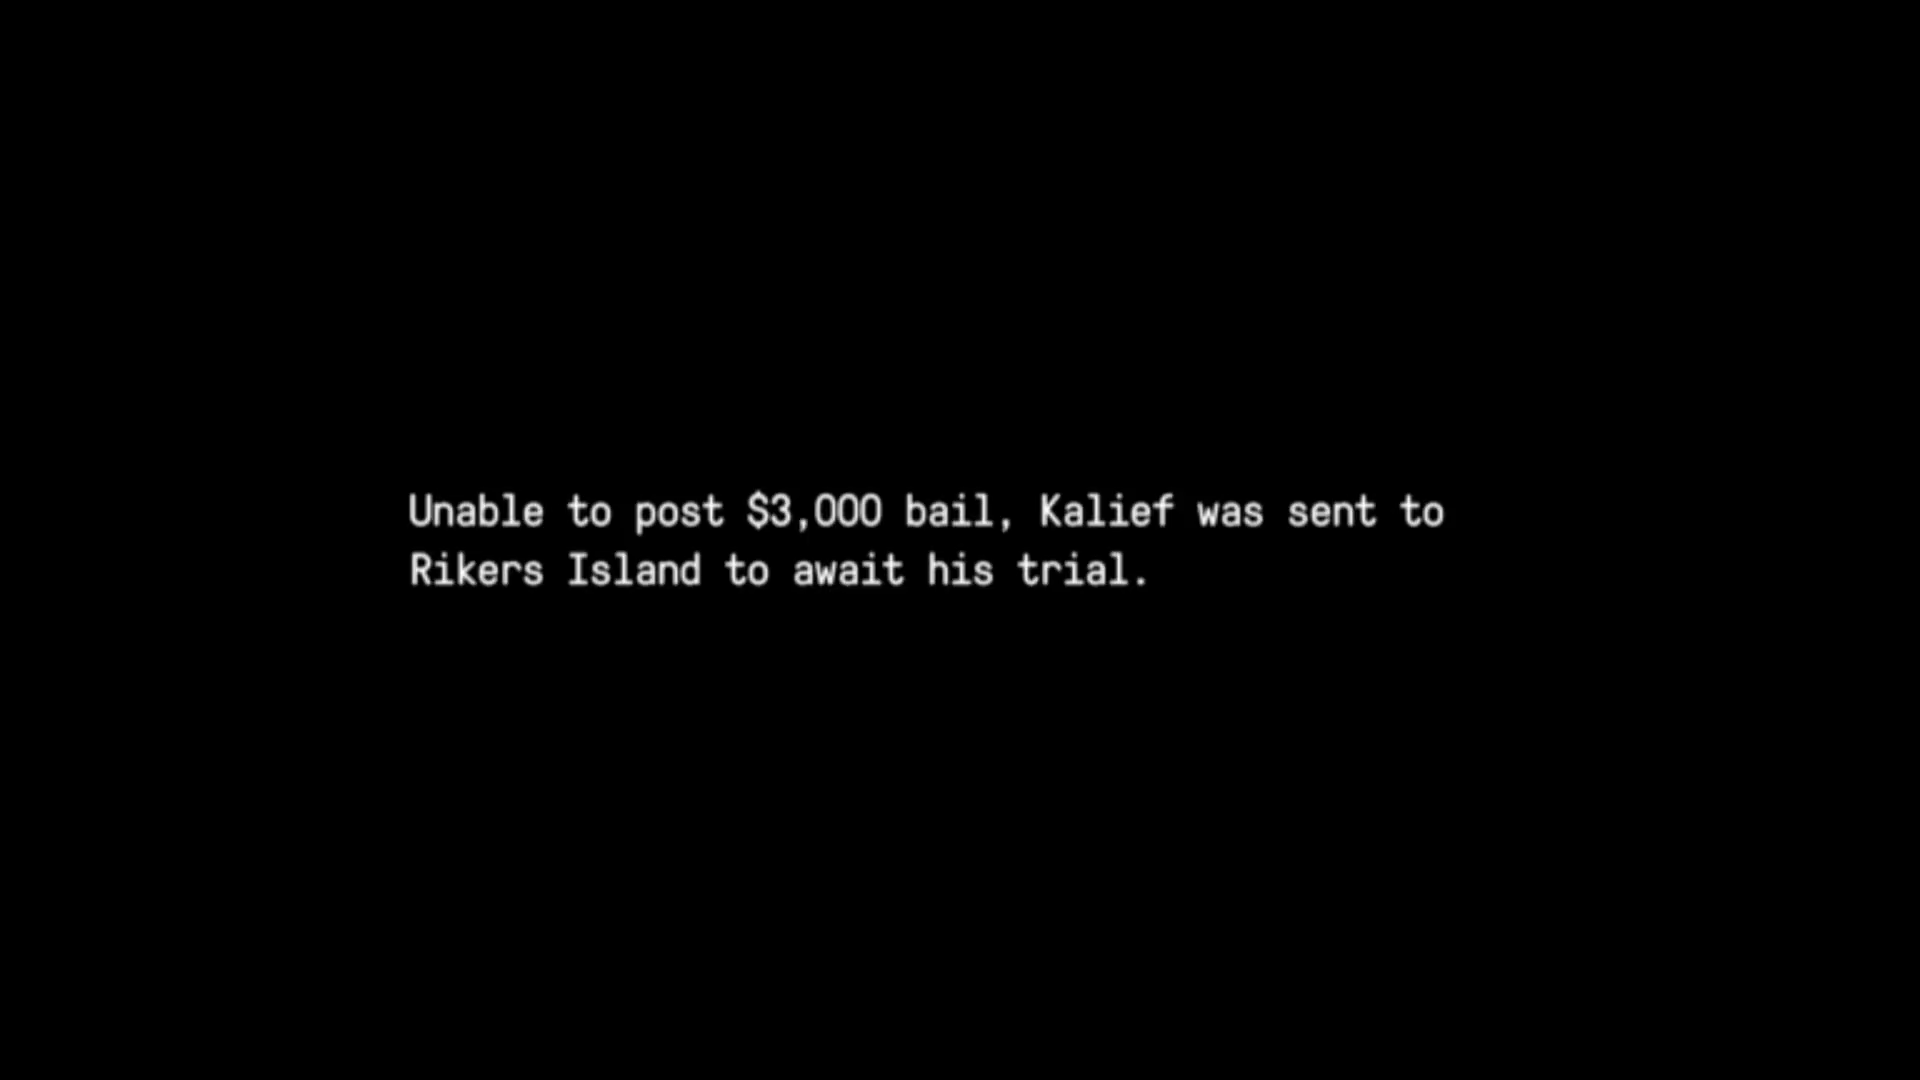 Unable to post $3,000 bail, Kalief was sent to
Rikers Island to await his trial.